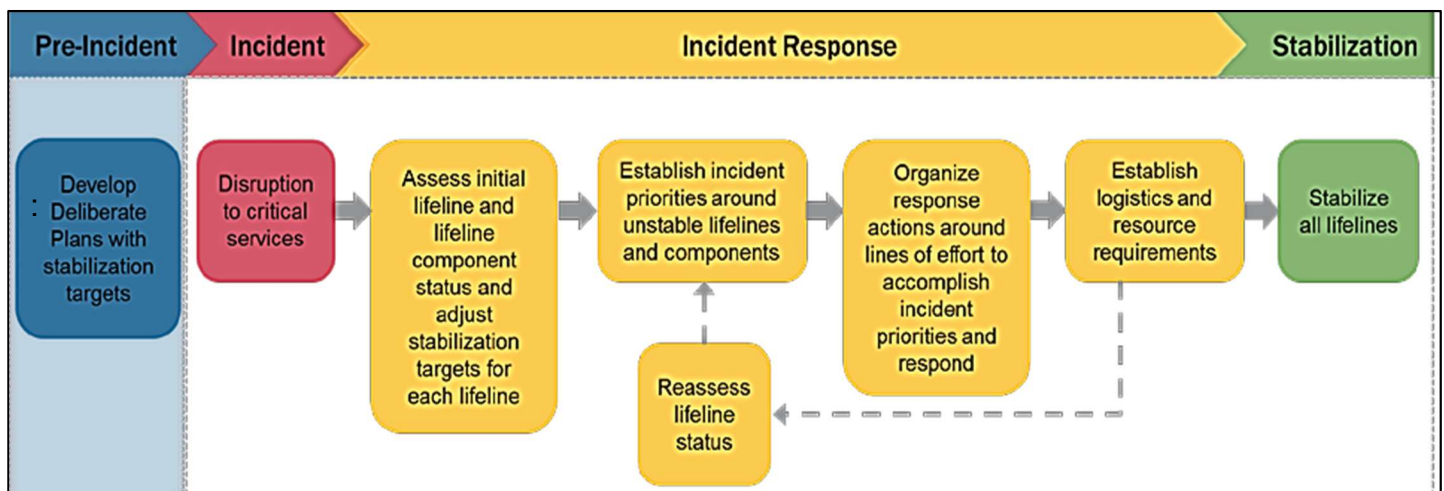 Pre-Incident
Incident
Incident Response
Stabilization
Develop
: Deliberate
Plans with
stabilization
targets
Disruption
to critical
services
Assess initial
lifeline and
lifeline
component
status and
adjust
stabilization
targets for
each lifeline
Establish incident
priorities around
unstable lifelines
and components
Reassess
lifeline
status
Organize
response
actions around
lines of effort to
accomplish
incident
priorities and
respond
Establish
logistics and
resource
requirements
Stabilize
all lifelines